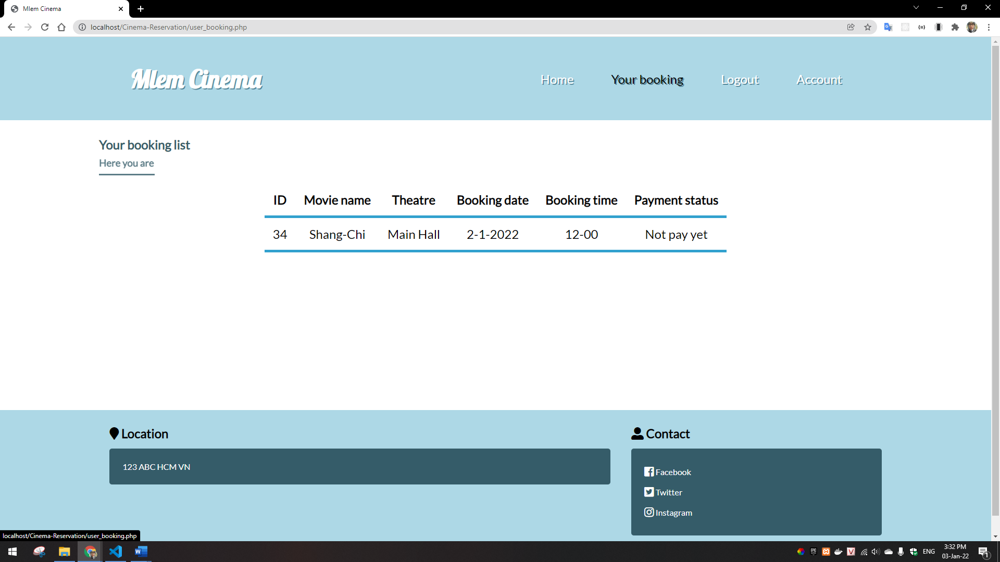 Mlem Cinema
localhost/Cinema-Reservation/user_booking.php
Mlem Cinema
Home Your booking Logout Account
Your booking list
Here you are
ID Movie name Theatre Booking date Booking time Payment status
34 Shang-Chi Main Hall 2-1-2022 12-00 Not pay yet
Location
123 ABC HCM VN
Contact
Facebook
Twitter
Instagram
localhost/Cinema-Reservation/user_booking.php
ENG
3:32 PM
03-Jan-22
1